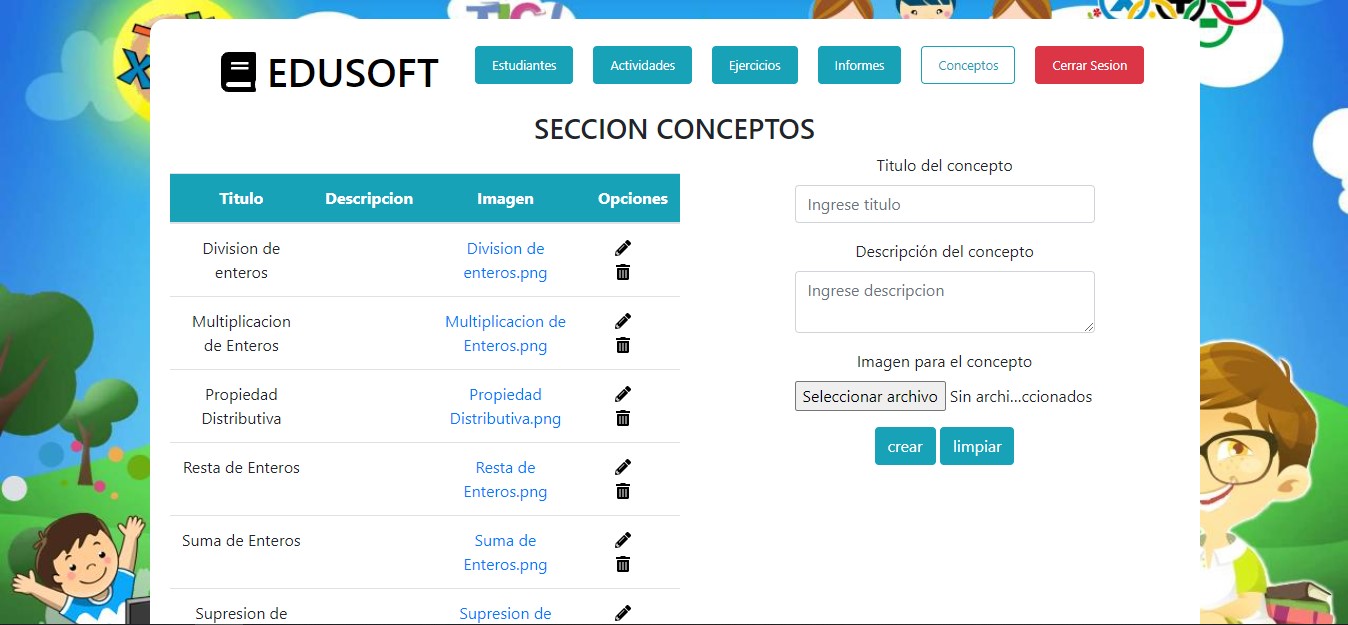 TIC!
EDUSOFT
Estudiantes
Actividades
Ejercicios
Informes
Conceptos
Cerrar Sesion
SECCION CONCEPTOS
Titulo
Descripcion
Imagen
Opciones
Division de
enteros
Division de
enteros.png
Multiplicacion
de Enteros
Multiplicacion de
Enteros.png
Propiedad
Distributiva
Propiedad
Distributiva.png
Resta de Enteros
Resta de
Enteros.png
Suma de Enteros
Suma de
Enteros.png
Supresion de
Supresion de
Titulo del concepto
Ingrese titulo
Descripción del concepto
Ingrese descripcion
Imagen para el concepto
Seleccionar archivo
Sin archi...ccionados
crear
limpiar